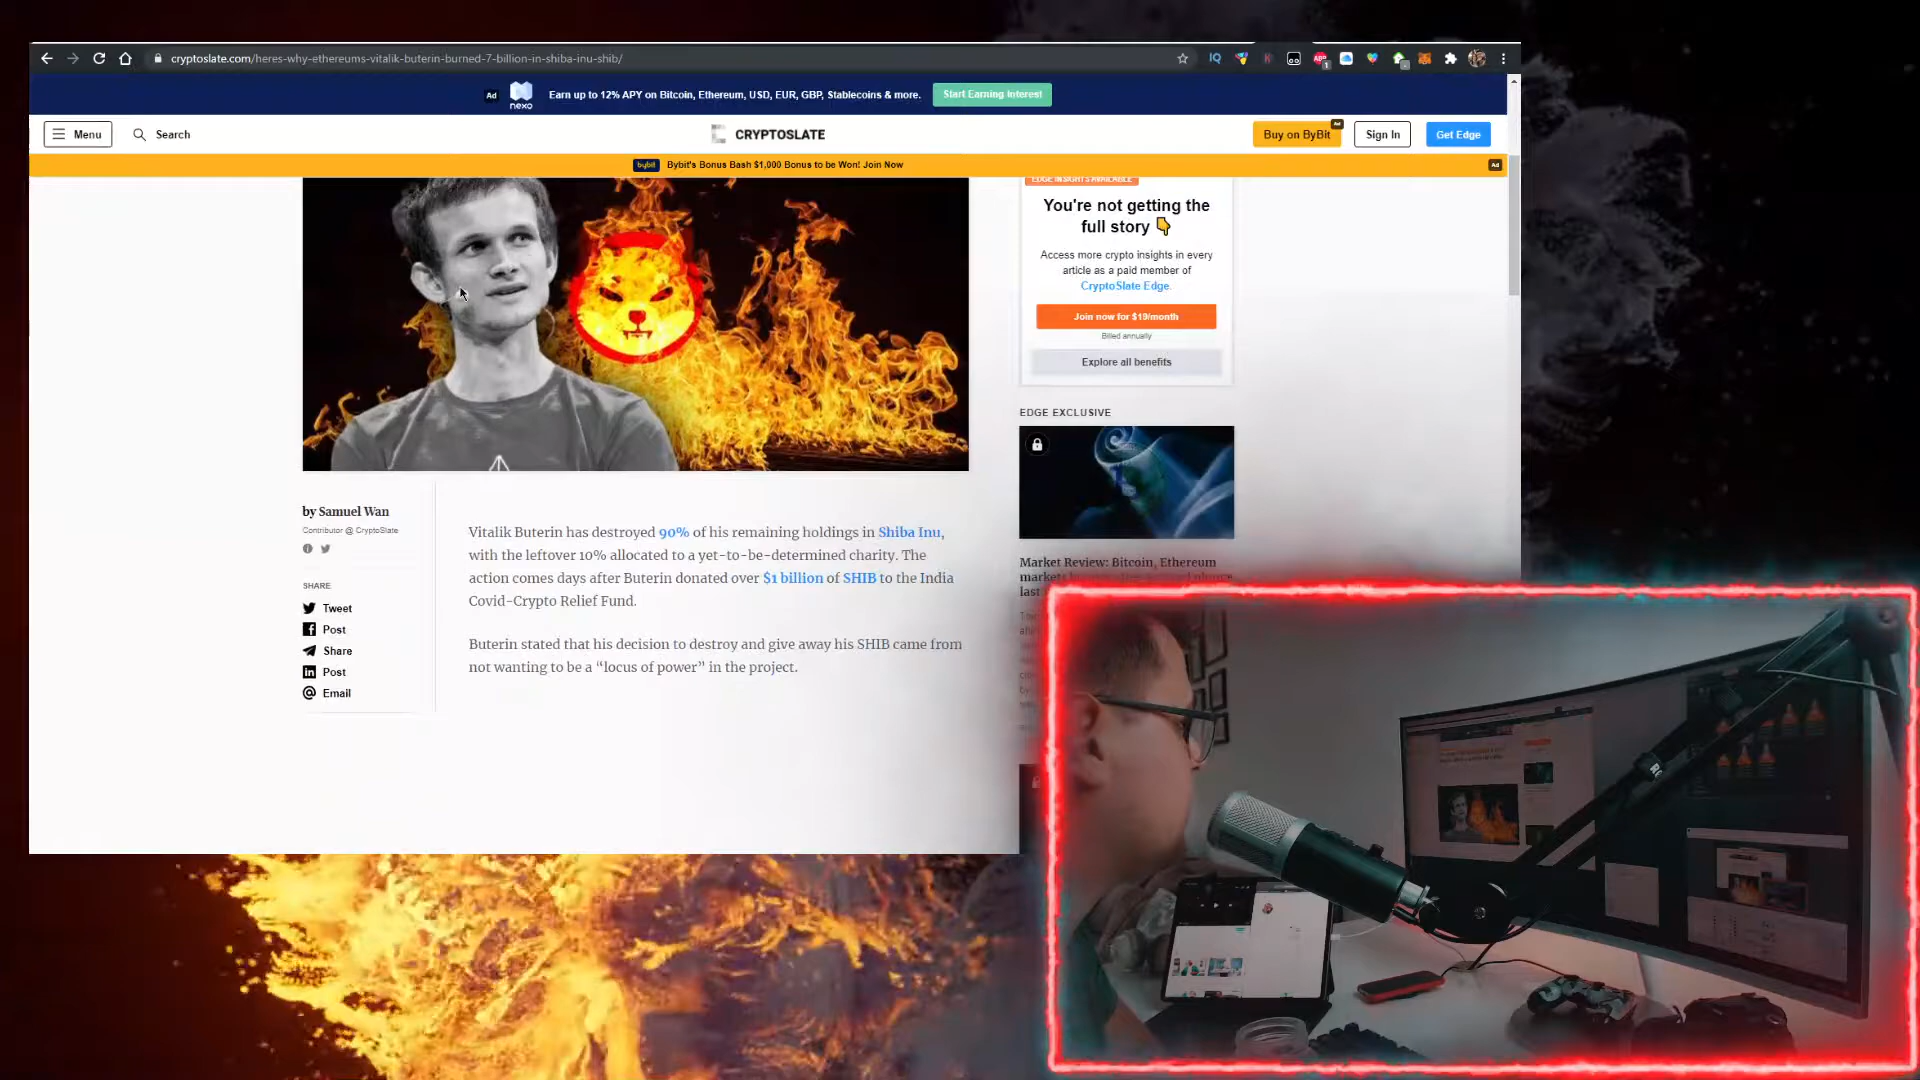 cryptoslate.com/heres-why-ethereums-vitalik-buterin-burned-7-billion-in-shiba-inu-shib/
Ad
nexo
Earn up to 12% APY on Bitcoin, Ethereum, USD, EUR, GBP, Stablecoins & more.
Start Earning Interest
Menu
Search
CRYPTOSLATE
Buy on ByBit
Ad
Sign In
Get Edge
bybit
Bybit's Bonus Bash $1,000 Bonus to be Won! Join Now
Ad
EDGE INSIGHTS AVAILABLE
You're not getting the
full story 👇
Access more crypto insights in every
article as a paid member of
CryptoSlate Edge.
Join now for $19/month
Billed annually
Explore all benefits
EDGE EXCLUSIVE
Market Review: Bitcoin, Ethereum
last
by Samuel Wan
Contributor @ CryptoSlate
SHARE
Tweet
Post
Share
Post
Email
Vitalik Buterin has destroyed 90% of his remaining holdings in Shiba Inu,
with the leftover 10% allocated to a yet-to-be-determined charity. The
action comes days after Buterin donated over $1 billion of SHIB to the India
Covid-Crypto Relief Fund.
Buterin stated that his decision to destroy and give away his SHIB came from
not wanting to be a “locus of power” in the project.